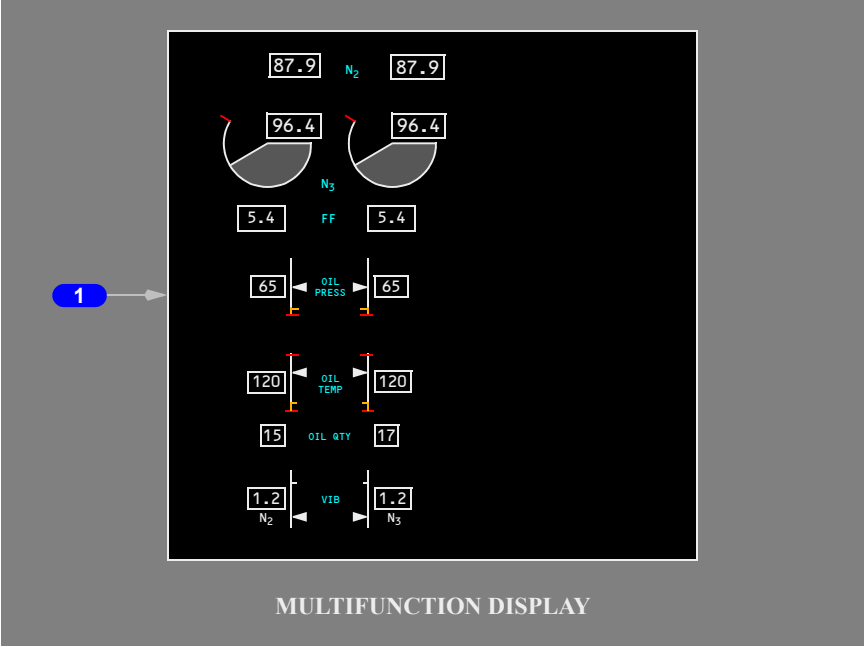 87.9 N2 87.9
96.4 96.4
N3
5.4 FF 5.4
65 OIL PRESS 65
1
120 OIL TEMP 120
15 OIL QTY 17
1.2 VIB 1.2
N2 N3
MULTIFUNCTION DISPLAY